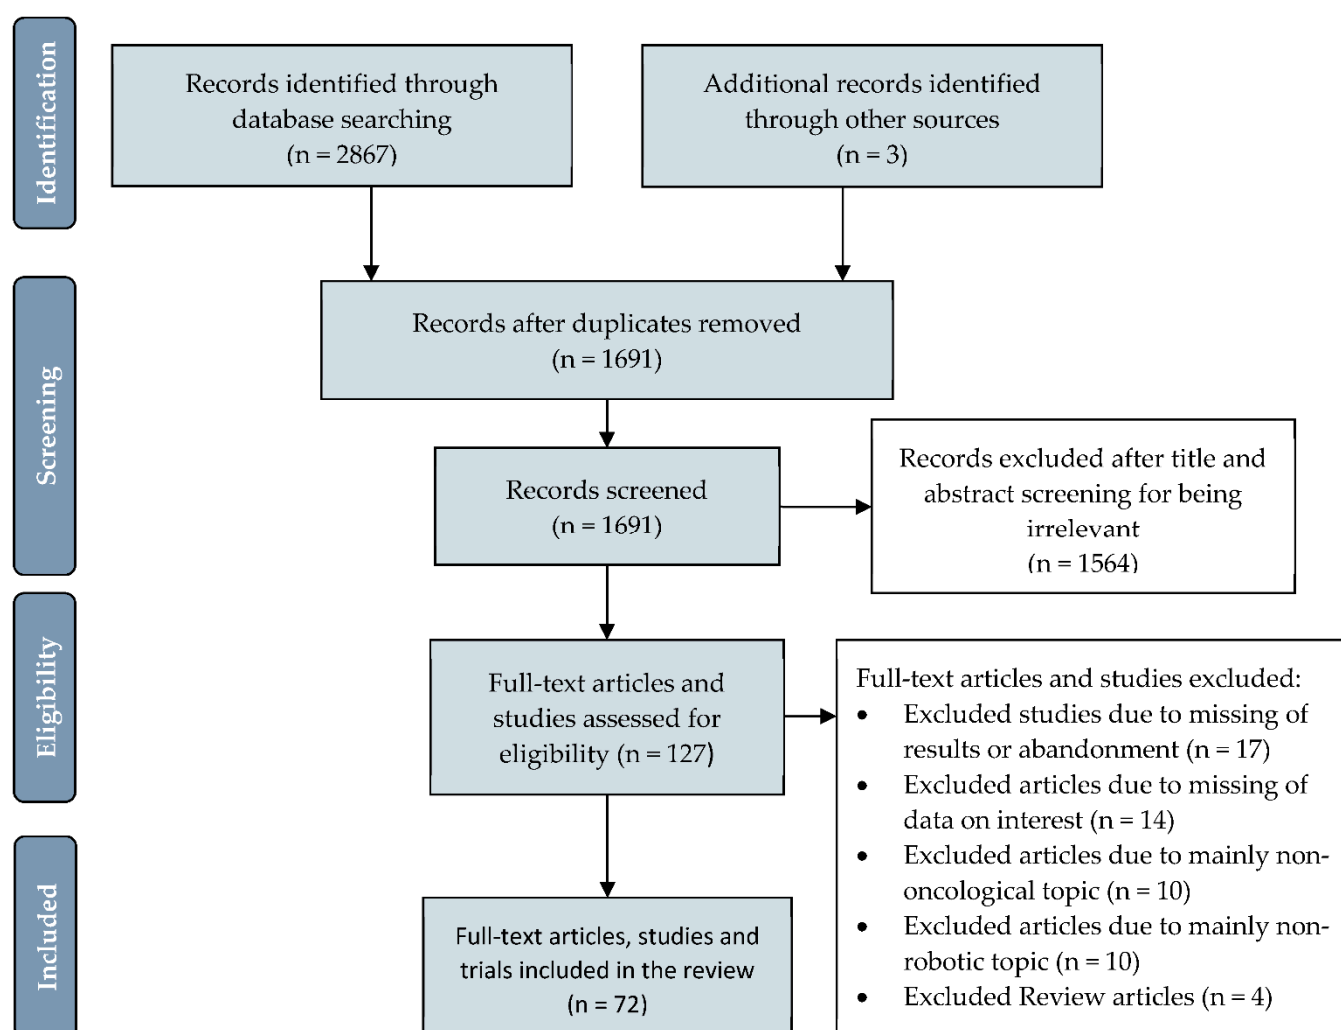 Identification
Records identified through
database searching
(n = 2867)
Additional records identified
through other sources
(n = 3)
Screening
Records after duplicates removed
(n = 1691)
Records screened
(n = 1691)
Records excluded after title and
abstract screening for being
irrelevant
(n = 1564)
Eligibility
Full-text articles and
studies assessed for
eligibility (n = 127)
Full-text articles and studies excluded:
• Excluded studies due to missing of
results or abandonment (n = 17)
• Excluded articles due to missing of
data on interest (n = 14)
• Excluded articles due to mainly non-
oncological topic (n = 10)
• Excluded articles due to mainly non-
robotic topic (n = 10)
• Excluded Review articles (n = 4)
Included
Full-text articles, studies and
trials included in the review
(n = 72)